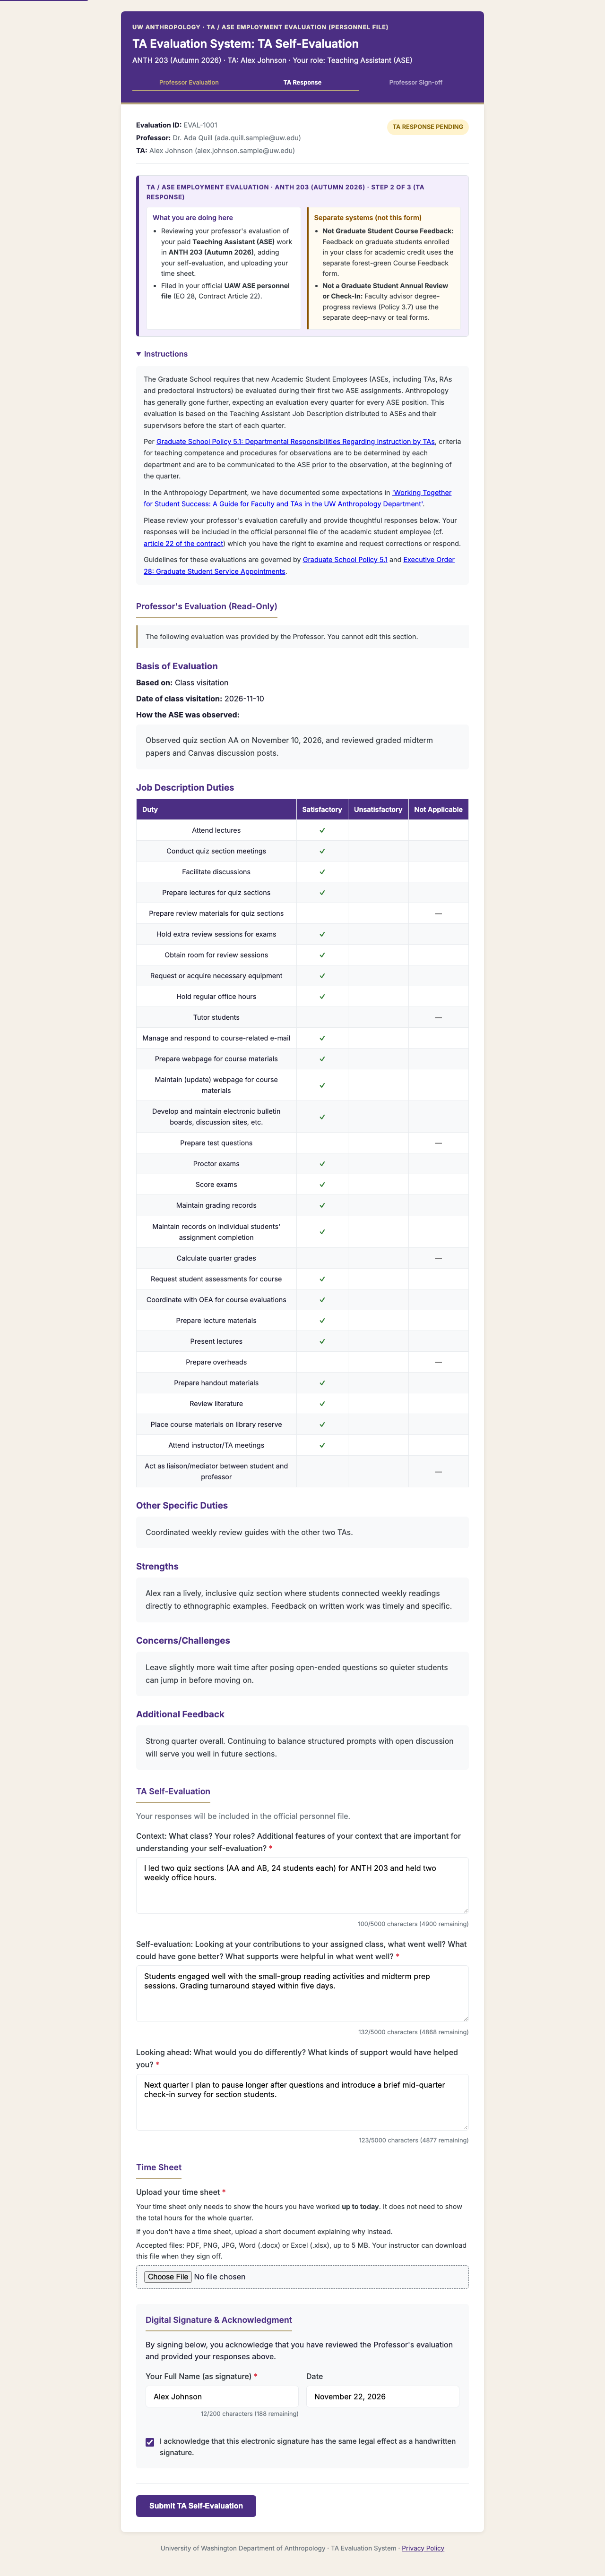 UW ANTHROPOLOGY · TA / ASE EMPLOYMENT EVALUATION (PERSONNEL FILE)
TA Evaluation System: TA Self-Evaluation
ANTH 203 (Autumn 2026) · TA: Alex Johnson · Your role: Teaching Assistant (ASE)
Professor Evaluation
TA Response
Professor Sign-off
Evaluation ID: EVAL-1001
TA RESPONSE PENDING
Professor: Dr. Ada Quill (ada.quill.sample@uw.edu)
TA: Alex Johnson (alex.johnson.sample@uw.edu)
TA / ASE EMPLOYMENT EVALUATION · ANTH 203 (AUTUMN 2026) · STEP 2 OF 3 (TA
RESPONSE)
What you are doing here
• Reviewing your professor's evaluation
of your paid Teaching Assistant (ASE) work
in ANTH 203 (Autumn 2026), adding
your self-evaluation, and uploading your
time sheet.
• Filed in your official UAW ASE personnel
file (EO 28, Contract Article 22).
Separate systems (not this form)
• Not Graduate Student Course Feedback:
Feedback on graduate students enrolled
in your class for academic credit uses the
separate forest-green Course Feedback
form.
• Not a Graduate Student Annual Review
or Check-In: Faculty advisor degree-
progress reviews (Policy 3.7) use the
separate deep-navy or teal forms.
▼ Instructions
The Graduate School requires that new Academic Student Employees (ASEs, including TAs, RAs
and predoctoral instructors) be evaluated during their first two ASE assignments. Anthropology
has generally gone further, expecting an evaluation every quarter for every ASE position. This
evaluation is based on the Teaching Assistant Job Description distributed to ASEs and their
supervisors before the start of each quarter.
Per Graduate School Policy 5.1: Departmental Responsibilities Regarding Instruction by TAs, criteria
for teaching competence and procedures for observations are to be determined by each
department and are to be communicated to the ASE prior to the observation, at the beginning of
the quarter.
In the Anthropology Department, we have documented some expectations in 'Working Together
for Student Success: A Guide for Faculty and TAs in the UW Anthropology Department'.
Please review your professor's evaluation carefully and provide thoughtful responses below. Your
responses will be included in the official personnel file of the academic student employee (cf.
article 22 of the contract) which you have the right to examine and request corrections or respond.
Guidelines for these evaluations are governed by Graduate School Policy 5.1 and Executive Order
28: Graduate Student Service Appointments.
Professor's Evaluation (Read-Only)
The following evaluation was provided by the Professor. You cannot edit this section.
Basis of Evaluation
Based on: Class visitation
Date of class visitation: 2026-11-10
How the ASE was observed:
Observed quiz section AA on November 10, 2026, and reviewed graded midterm
papers and Canvas discussion posts.
Job Description Duties
Duty Satisfactory Unsatisfactory Not Applicable
Attend lectures ✓
Conduct quiz section meetings ✓
Facilitate discussions ✓
Prepare lectures for quiz sections ✓
Prepare review materials for quiz sections —
Hold extra review sessions for exams ✓
Obtain room for review sessions ✓
Request or acquire necessary equipment ✓
Hold regular office hours ✓
Tutor students —
Manage and respond to course-related e-mail ✓
Prepare webpage for course materials ✓
Maintain (update) webpage for course
materials ✓
Develop and maintain electronic bulletin
boards, discussion sites, etc. ✓
Prepare test questions —
Proctor exams ✓
Score exams ✓
Maintain grading records ✓
Maintain records on individual students'
assignment completion ✓
Calculate quarter grades —
Request student assessments for course ✓
Coordinate with OEA for course evaluations ✓
Prepare lecture materials ✓
Present lectures ✓
Prepare overheads —
Prepare handout materials ✓
Review literature ✓
Place course materials on library reserve ✓
Attend instructor/TA meetings ✓
Act as liaison/mediator between student and
professor —
Other Specific Duties
Coordinated weekly review guides with the other two TAs.
Strengths
Alex ran a lively, inclusive quiz section where students connected weekly readings
directly to ethnographic examples. Feedback on written work was timely and specific.
Concerns/Challenges
Leave slightly more wait time after posing open-ended questions so quieter students
can jump in before moving on.
Additional Feedback
Strong quarter overall. Continuing to balance structured prompts with open discussion
will serve you well in future sections.
TA Self-Evaluation
Your responses will be included in the official personnel file.
Context: What class? Your roles? Additional features of your context that are important for
understanding your self-evaluation? *
I led two quiz sections (AA and AB, 24 students each) for ANTH 203 and held two
weekly office hours.
100/5000 characters (4900 remaining)
Self-evaluation: Looking at your contributions to your assigned class, what went well? What
could have gone better? What supports were helpful in what went well? *
Students engaged well with the small-group reading activities and midterm prep
sessions. Grading turnaround stayed within five days.
132/5000 characters (4868 remaining)
Looking ahead: What would you do differently? What kinds of support would have helped
you? *
Next quarter I plan to pause longer after questions and introduce a brief mid-quarter
check-in survey for section students.
123/5000 characters (4877 remaining)
Time Sheet
Upload your time sheet *
Your time sheet only needs to show the hours you have worked up to today. It does not need to show
the total hours for the whole quarter.
If you don't have a time sheet, upload a short document explaining why instead.
Accepted files: PDF, PNG, JPG, Word (.docx) or Excel (.xlsx), up to 5 MB. Your instructor can download
this file when they sign off.
Choose File No file chosen
Digital Signature & Acknowledgment
By signing below, you acknowledge that you have reviewed the Professor's evaluation
and provided your responses above.
Your Full Name (as signature) *
Date
Alex Johnson
November 22, 2026
12/200 characters (188 remaining)
I acknowledge that this electronic signature has the same legal effect as a handwritten
signature.
Submit TA Self-Evaluation
University of Washington Department of Anthropology · TA Evaluation System · Privacy Policy